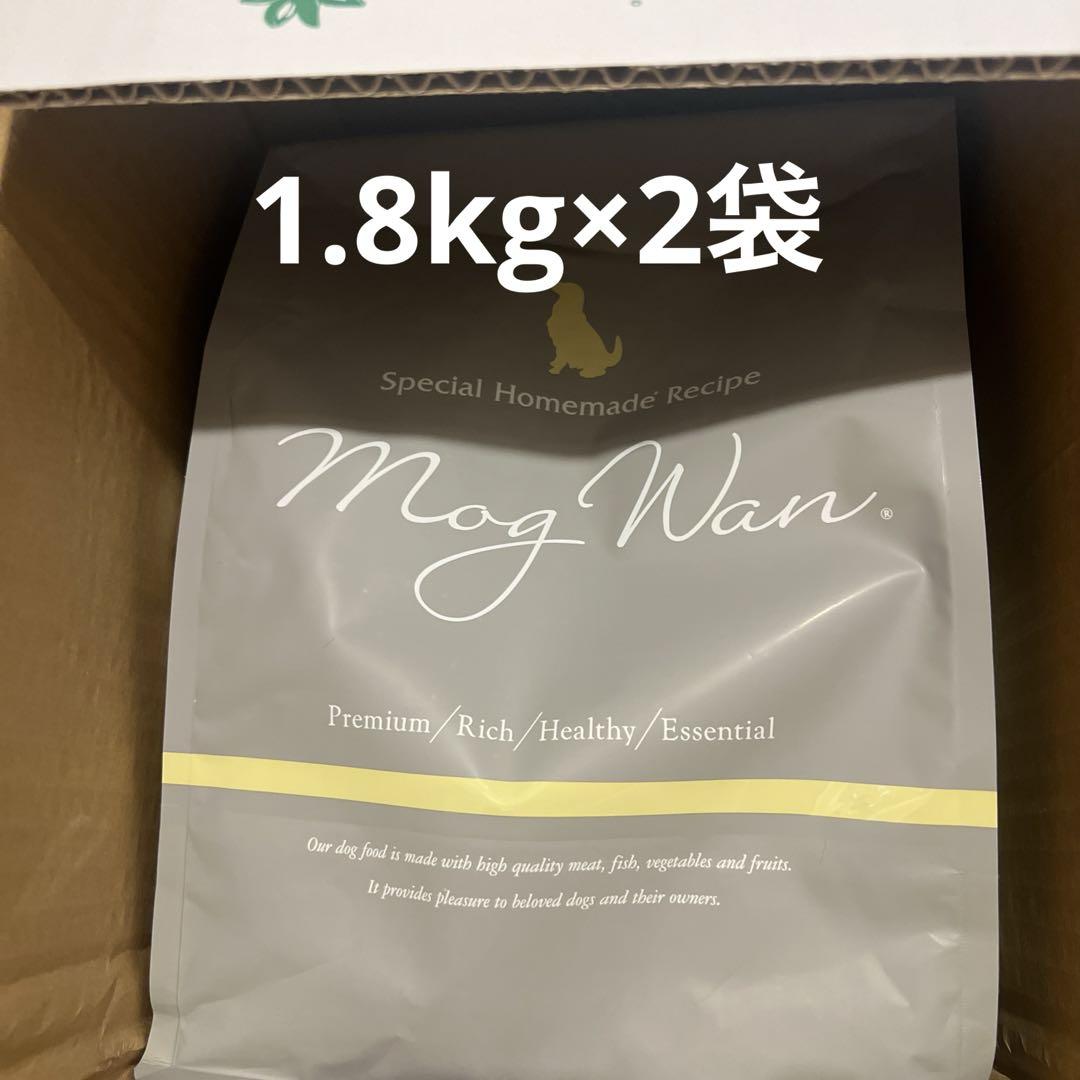 1.8kg×2袋
Special Homemade® Recipe
Mog Wan®
Premium/Rich/Healthy/Essential
Our dog food is made with high quality meat, fish, vegetables and fruits.
It provides pleasure to beloved dogs and their owners.